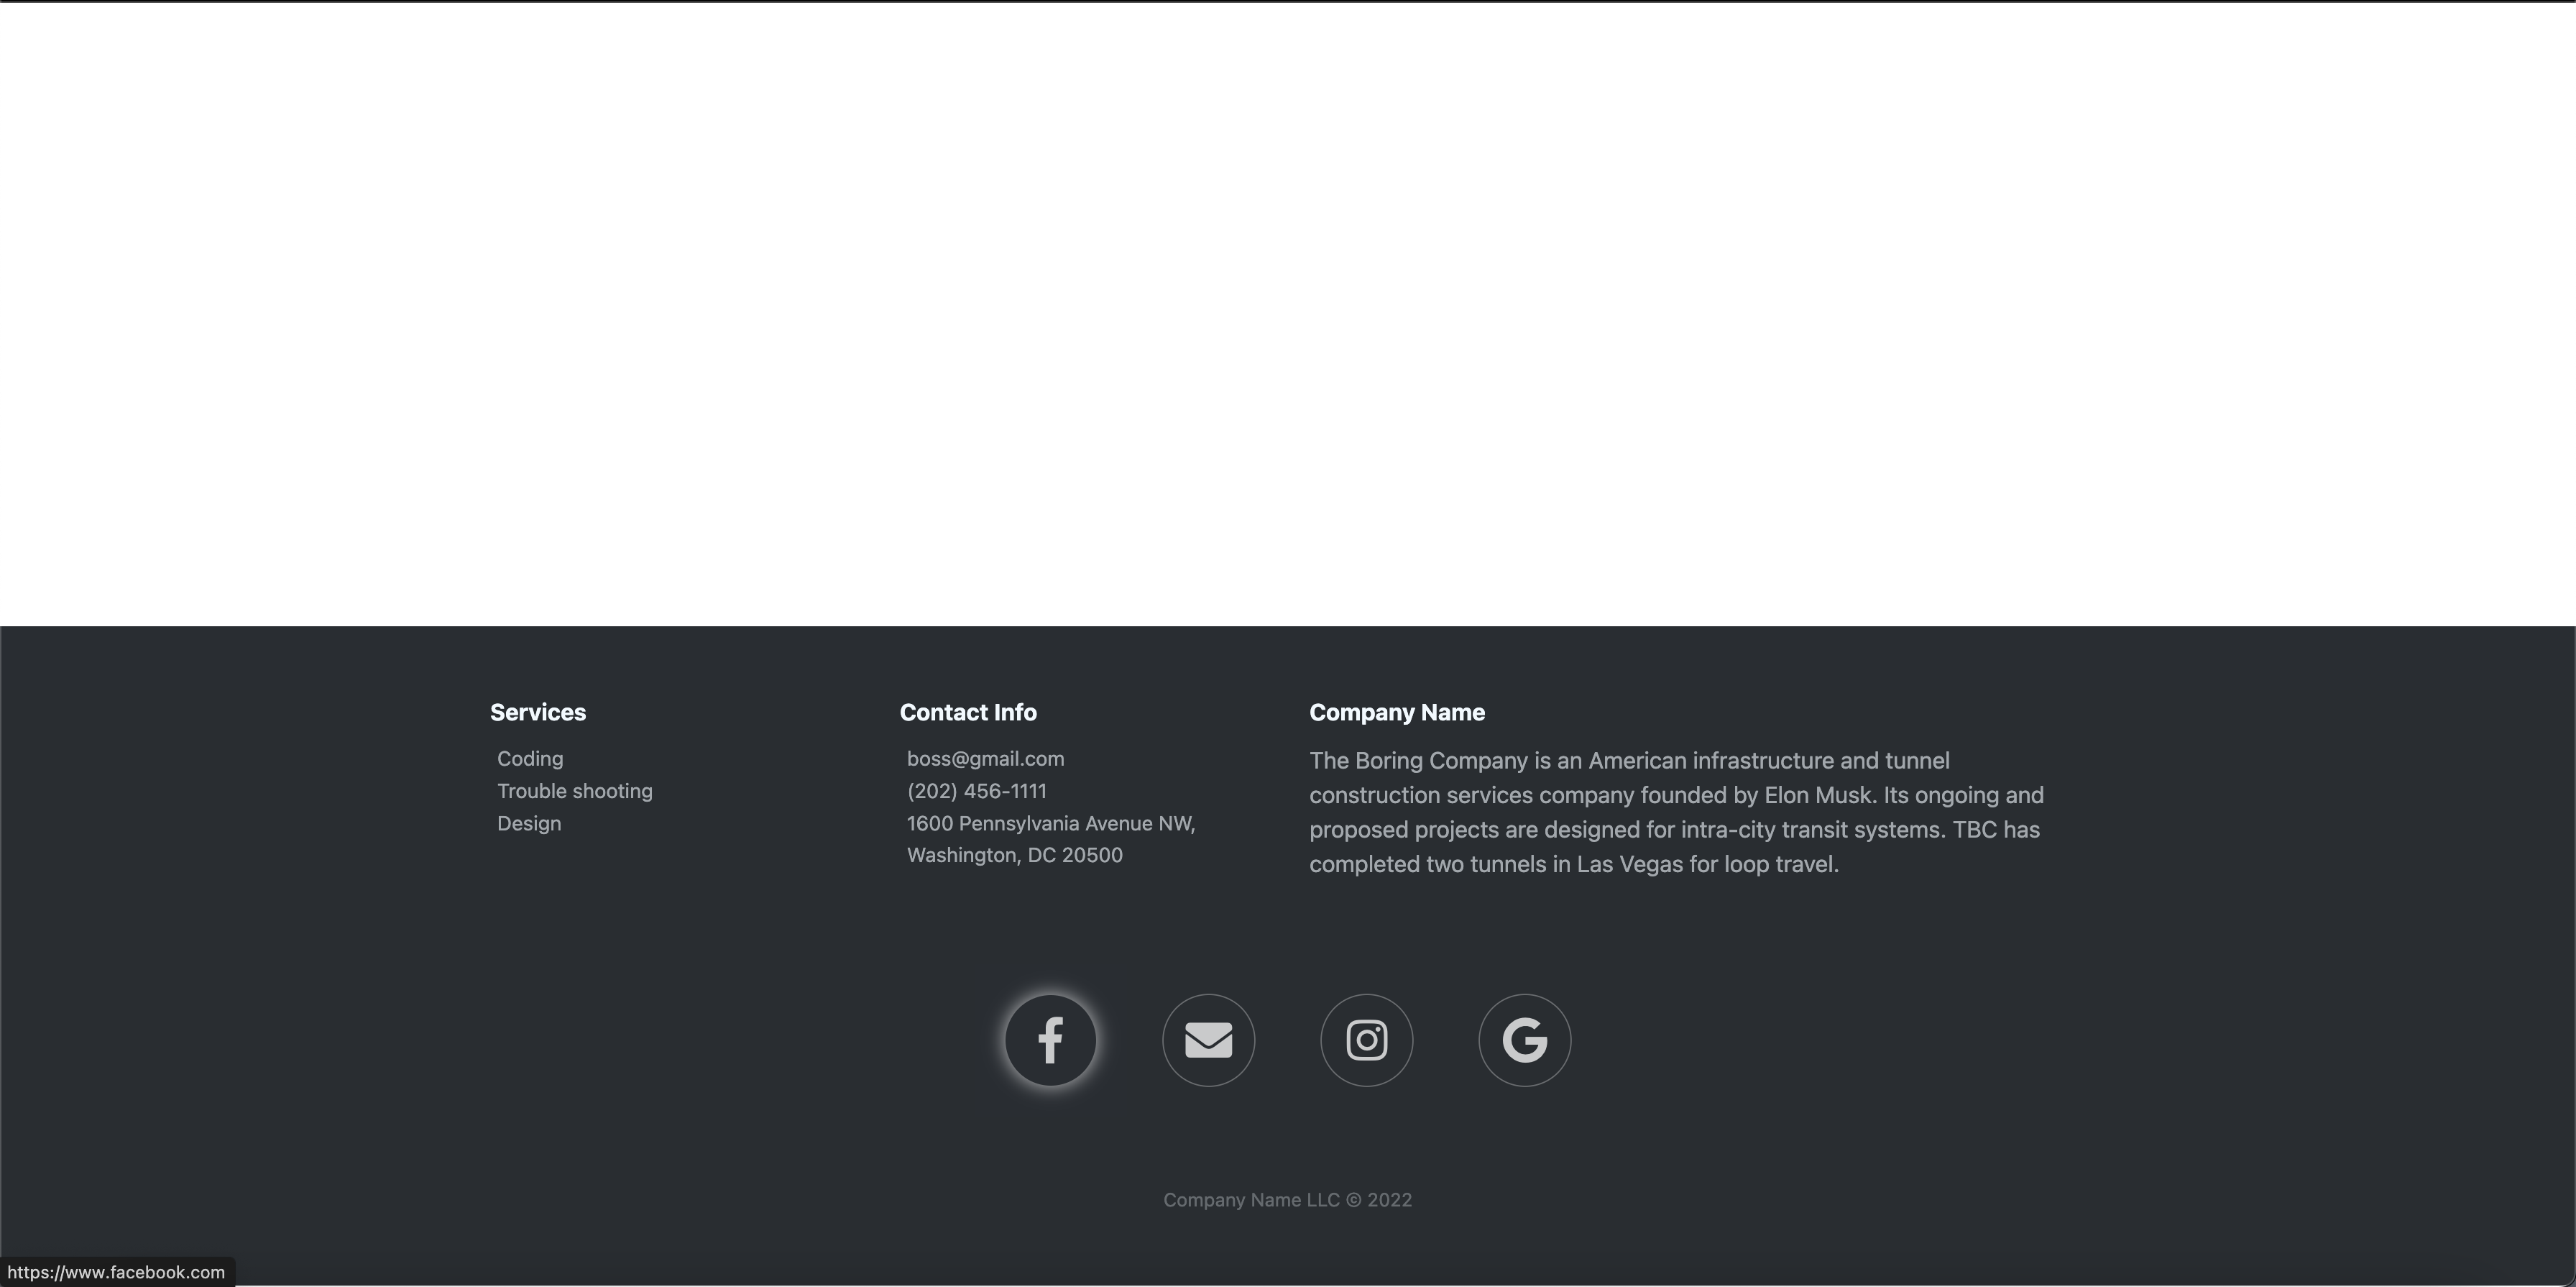 Services
Coding
Trouble shooting
Design
Contact Info
boss@gmail.com
(202) 456-1111
1600 Pennsylvania Avenue NW,
Washington, DC 20500
Company Name
The Boring Company is an American infrastructure and tunnel
construction services company founded by Elon Musk. Its ongoing and
proposed projects are designed for intra-city transit systems. TBC has
completed two tunnels in Las Vegas for loop travel.
Company Name LLC © 2022
https://www.facebook.com